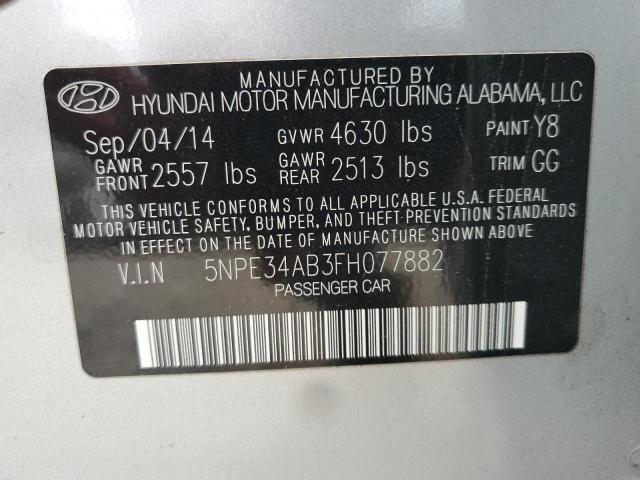 MANUFACTURED BY
HYUNDAI MOTOR MANUFACTURING ALABAMA, LLC
Sep/04/14 GVWR 4630 lbs PAINT Y8
GAWR FRONT 2557 lbs GAWR REAR 2513 lbs TRIM GG
THIS VEHICLE CONFORMS TO ALL APPLICABLE U.S.A. FEDERAL
MOTOR VEHICLE SAFETY, BUMPER, AND THEFT PREVENTION STANDARDS
IN EFFECT ON THE DATE OF MANUFACTURE SHOWN ABOVE.
V.I.N 5NPE34AB3FH077882
PASSENGER CAR